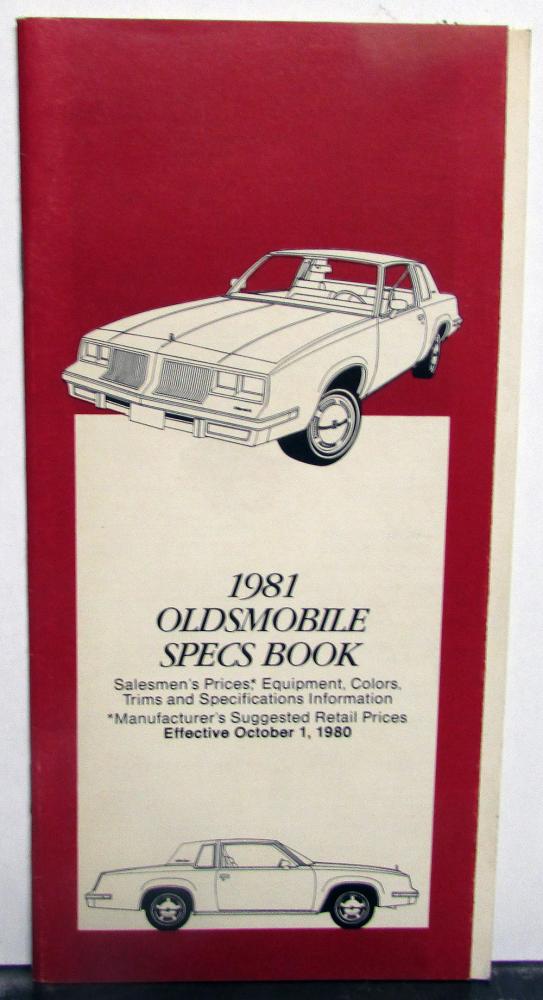 1981
OLDSMOBILE
SPECS BOOK
Salesmen's Prices,* Equipment, Colors,
Trims and Specifications Information
*Manufacturer's Suggested Retail Prices
Effective October 1, 1980